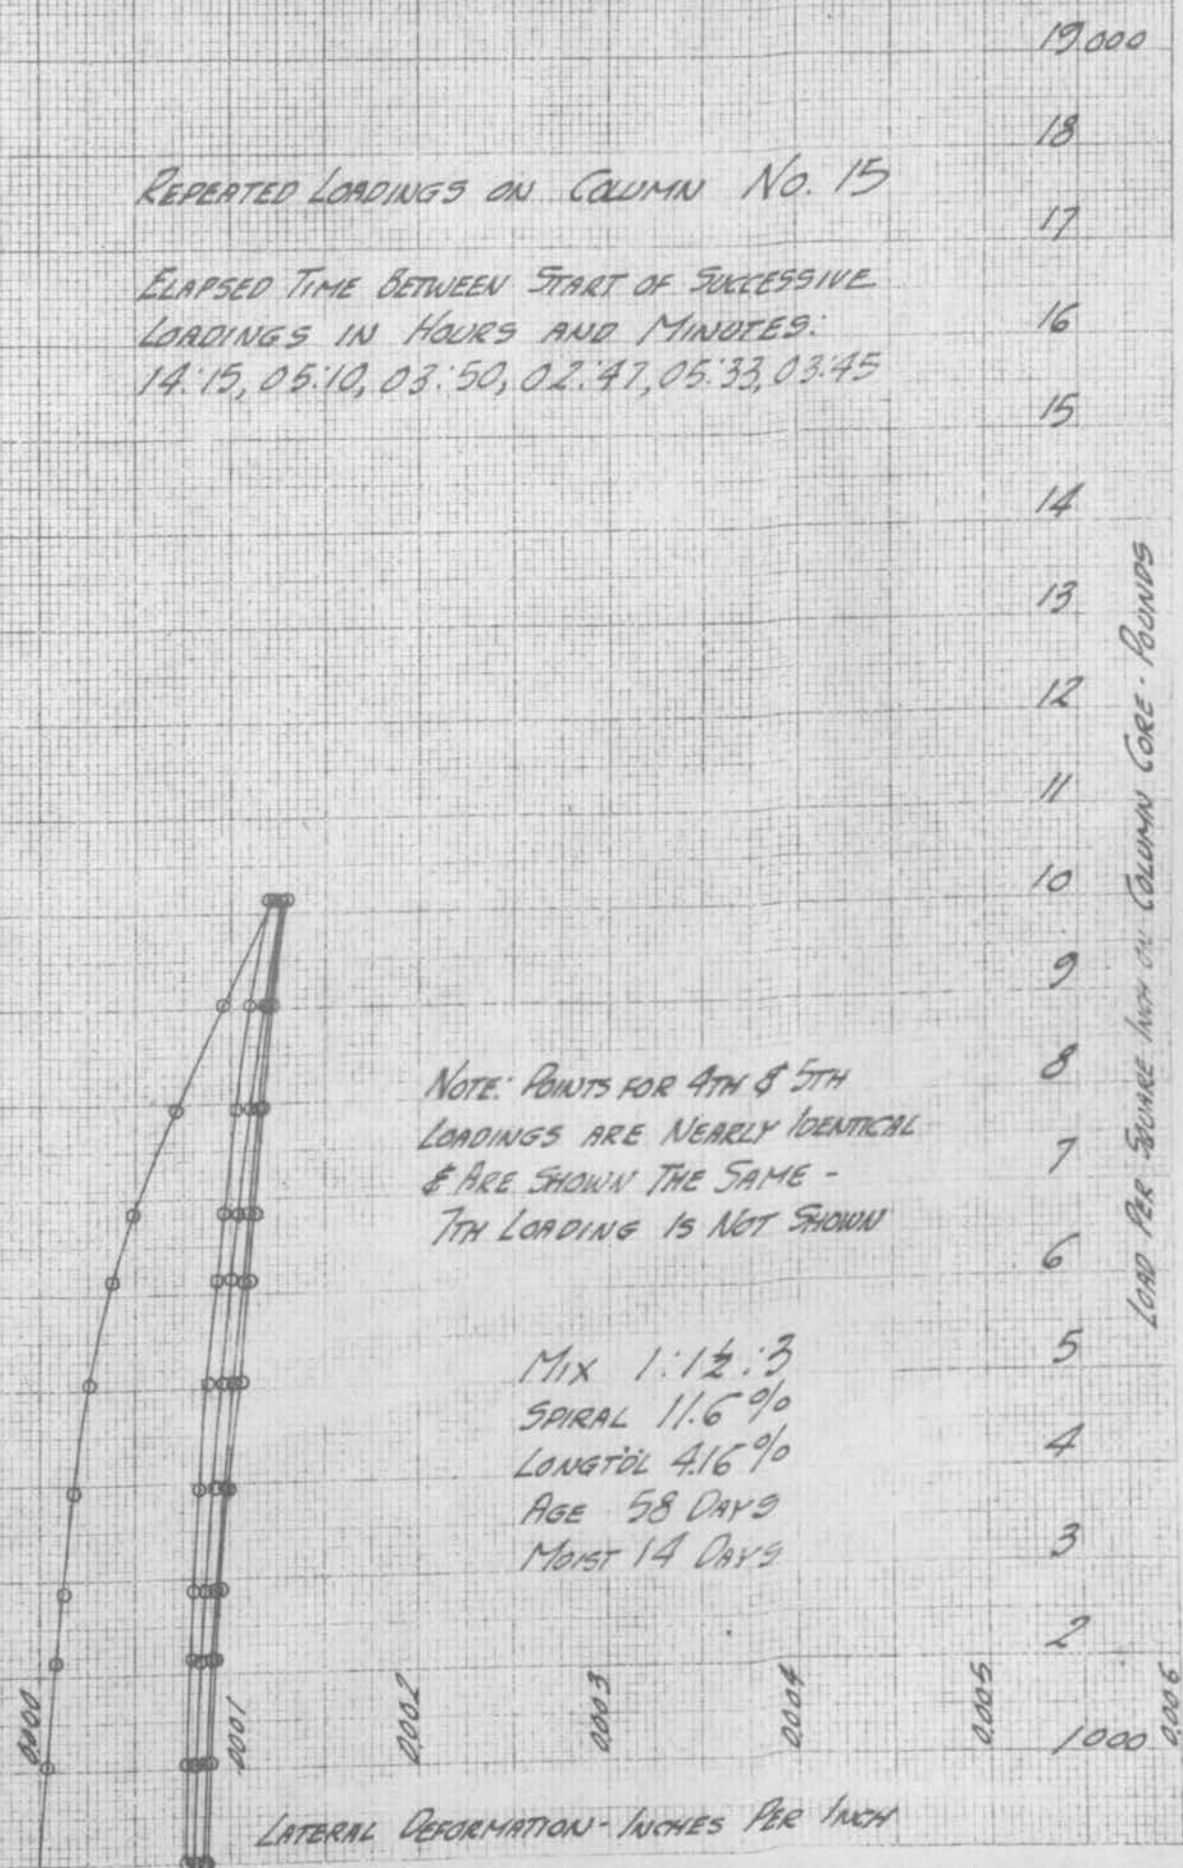 19000
18
REPEATED LOADINGS ON COLUMN No. 15
17
ELAPSED TIME BETWEEN START OF SUCCESSIVE
LOADINGS IN HOURS AND MINUTES:
14:15, 05:10, 03:50, 02:47, 05:33, 03:45
16
15
14
13
12
11
10
9
8
7
6
5
4
3
2
1000
LOAD PER SQUARE INCH ON COLUMN CORE - POUNDS
NOTE: POINTS FOR 4TH & 5TH
LOADINGS ARE NEARLY IDENTICAL
& ARE SHOWN THE SAME -
7TH LOADING IS NOT SHOWN
MIX 1:1½:3
SPIRAL 11.6%
LONGT'D'L 4.16%
AGE 58 DAYS
MOIST 14 DAYS
0.000
0.001
0.002
0.003
0.004
0.005
0.006
LATERAL DEFORMATION - INCHES PER INCH